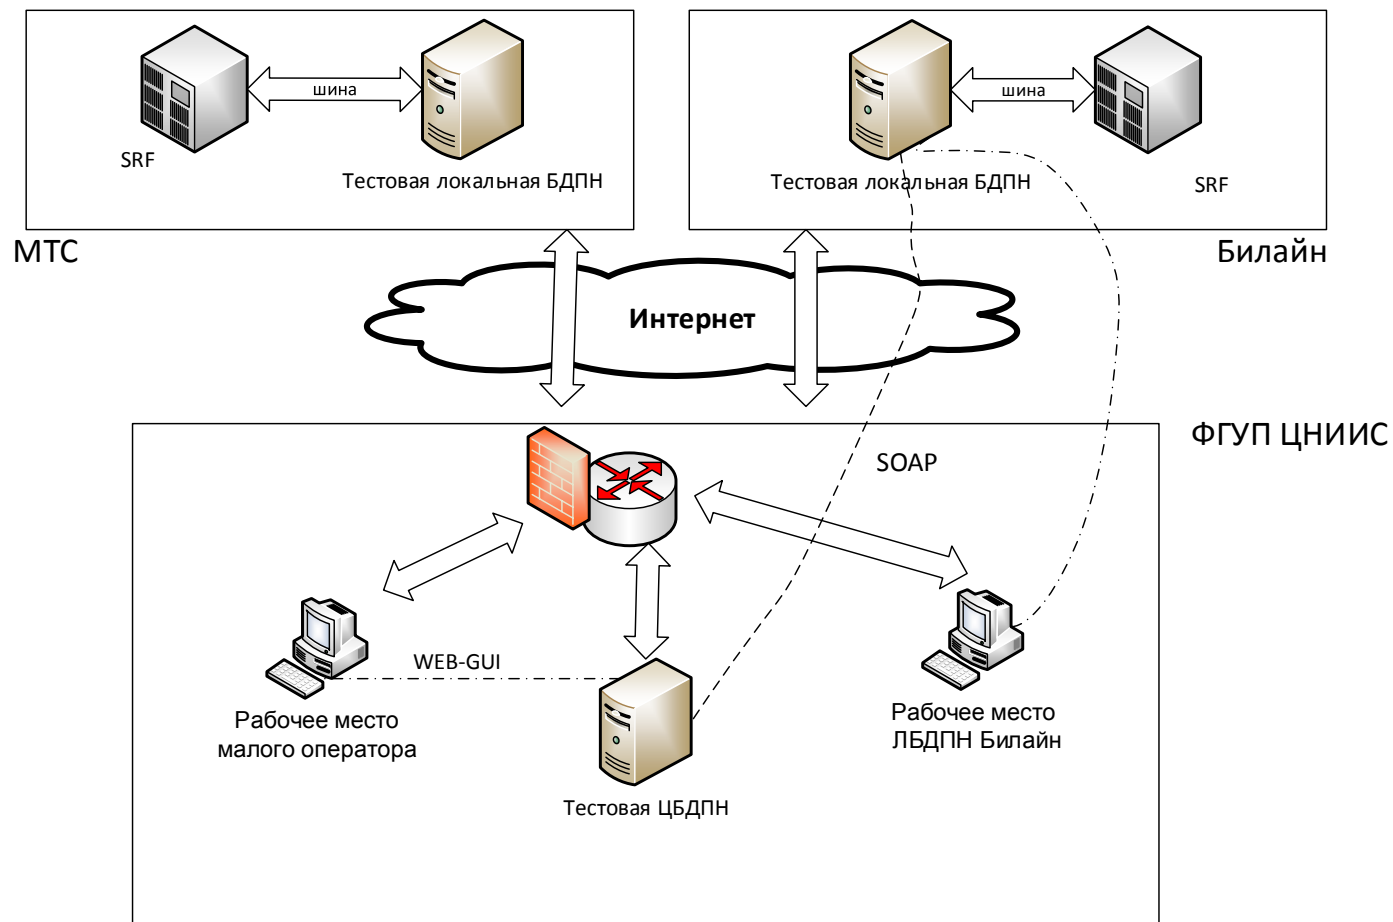 шина
шина
SRF
Тестовая локальная БДПН
Тестовая локальная БДПН
SRF
МТС
Билайн
Интернет
ФГУП ЦНИИС
SOAP
WEB-GUI
Рабочее место
малого оператора
Рабочее место
ЛБДПН Билайн
Тестовая ЦБДПН